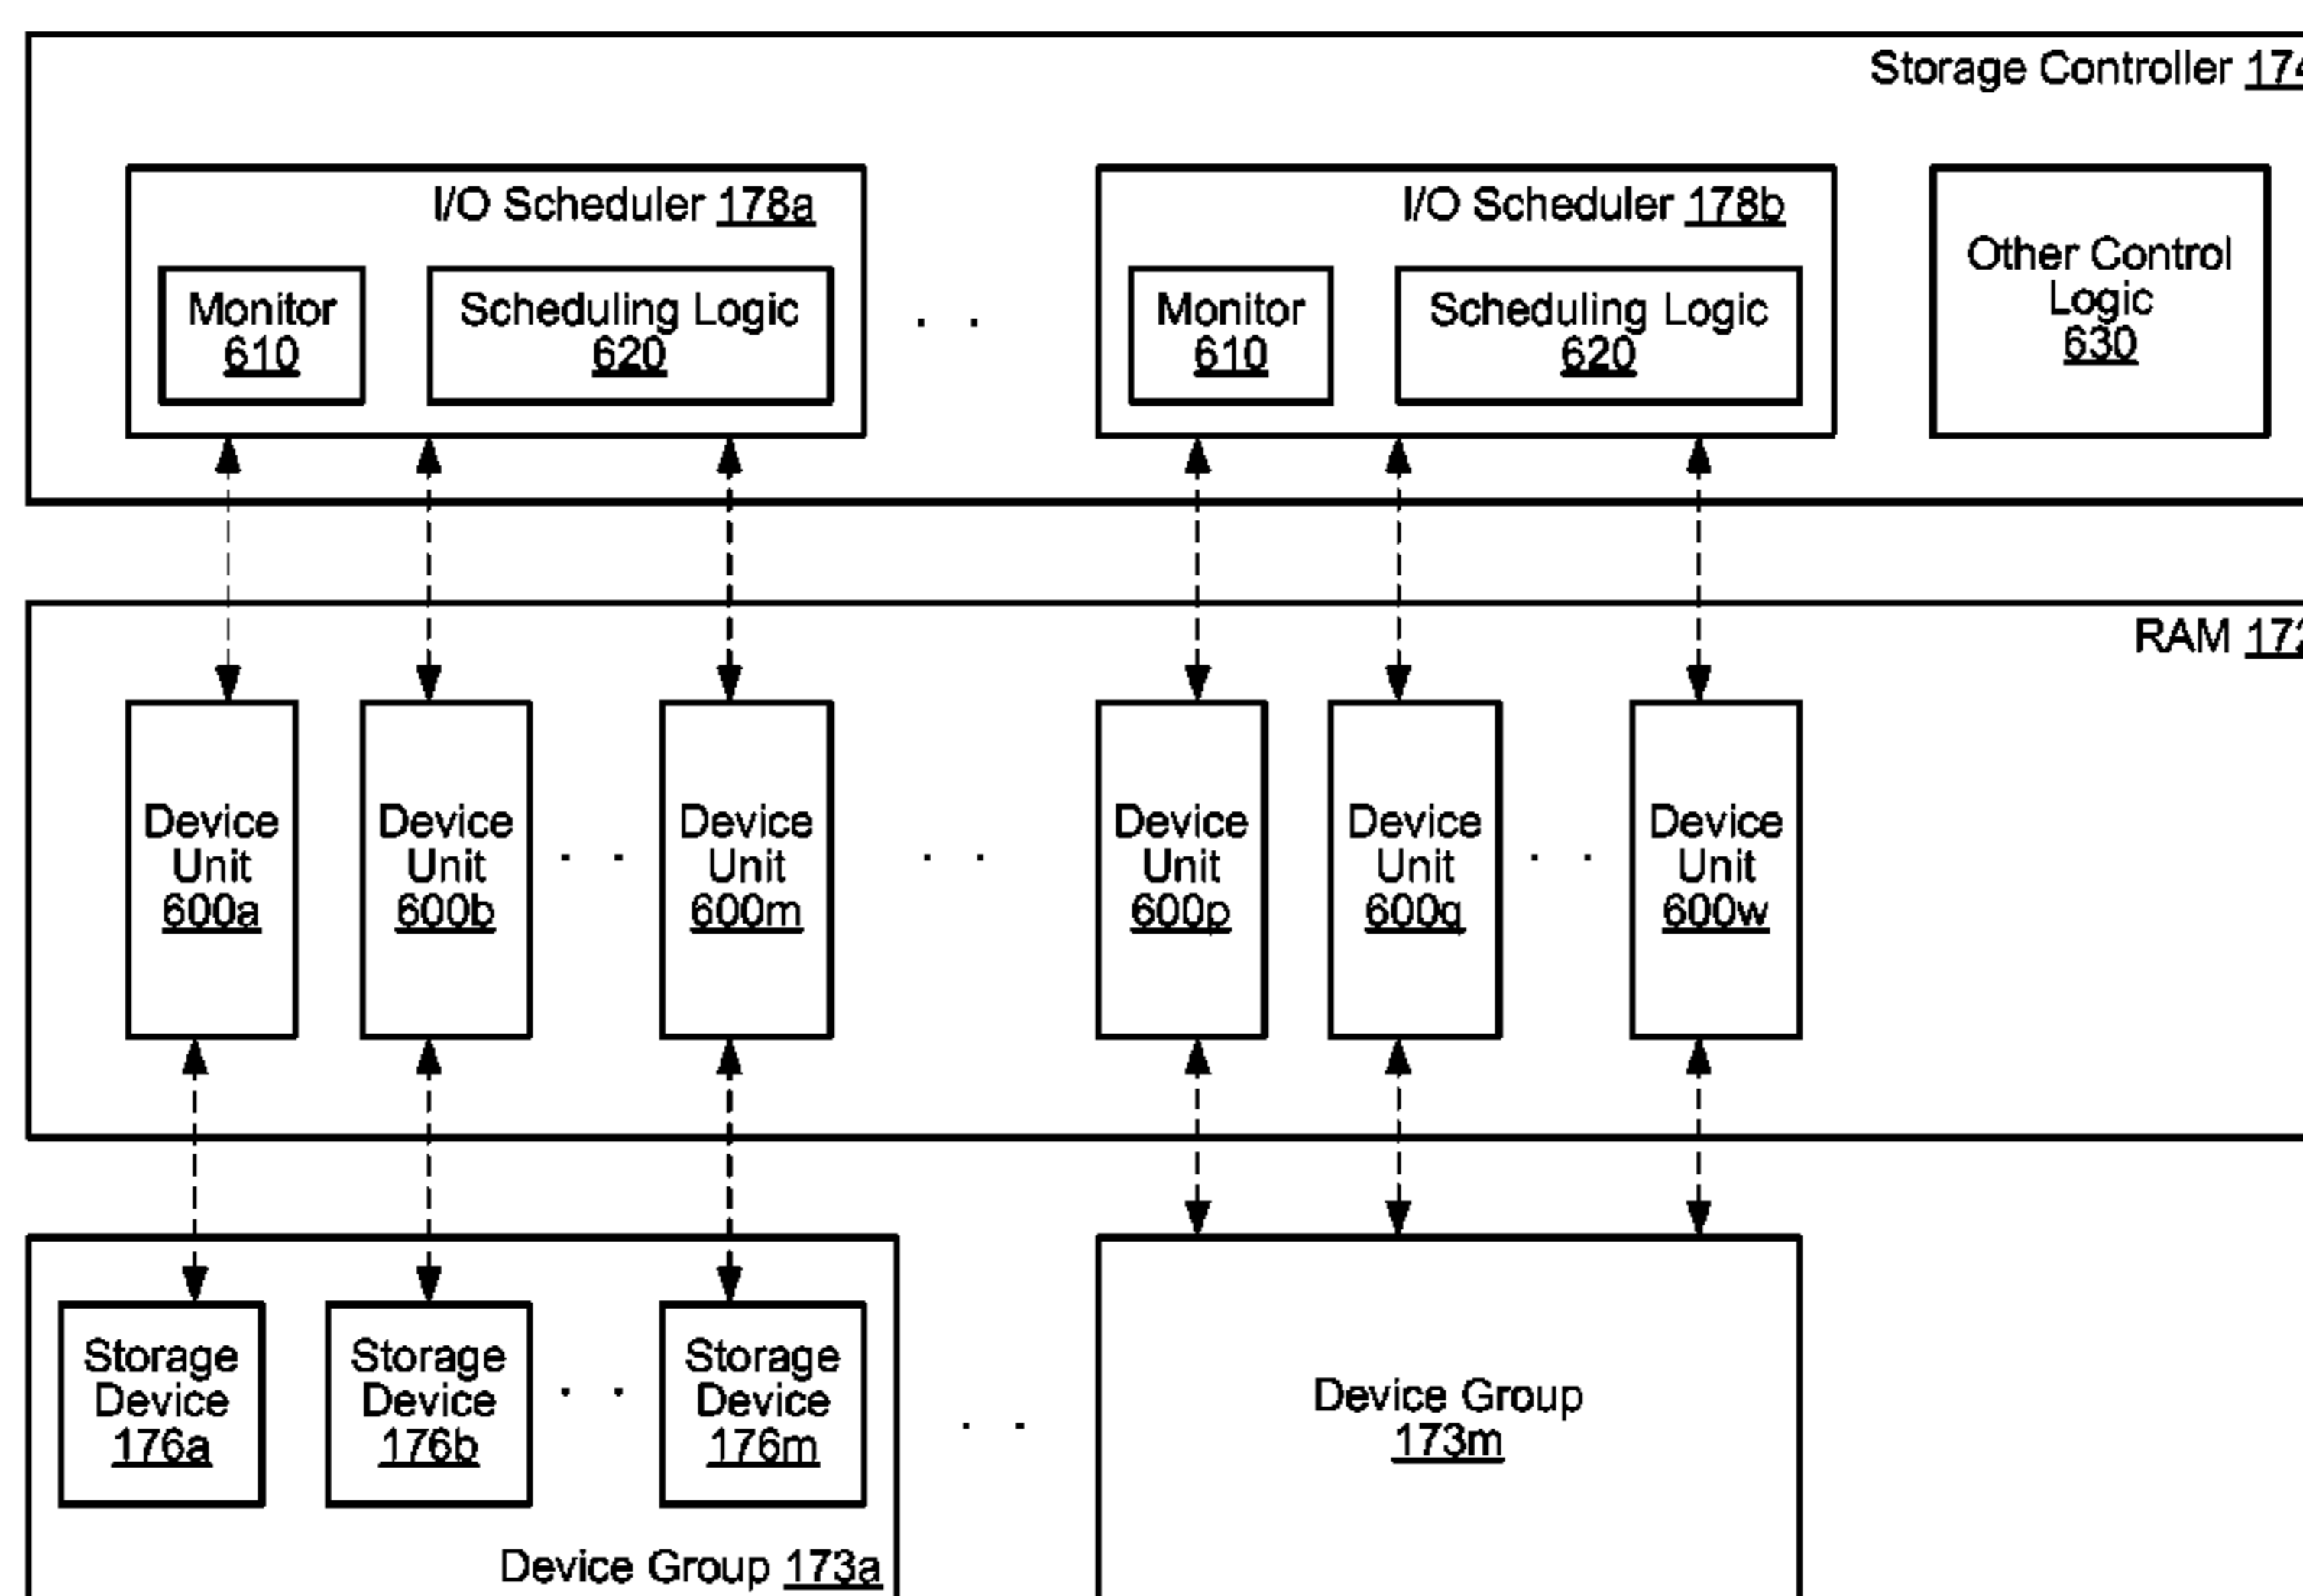 Storage Controller 174
I/O Scheduler 178a
Monitor
610
Scheduling Logic
620
. .
I/O Scheduler 178b
Monitor
610
Scheduling Logic
620
Other Control
Logic
630
RAM 172
Device
Unit
600a
Device
Unit
600b
. .
Device
Unit
600m
. .
Device
Unit
600p
Device
Unit
600q
. .
Device
Unit
600w
Storage
Device
176a
Storage
Device
176b
. .
Storage
Device
176m
Device Group 173a
. .
Device Group
173m